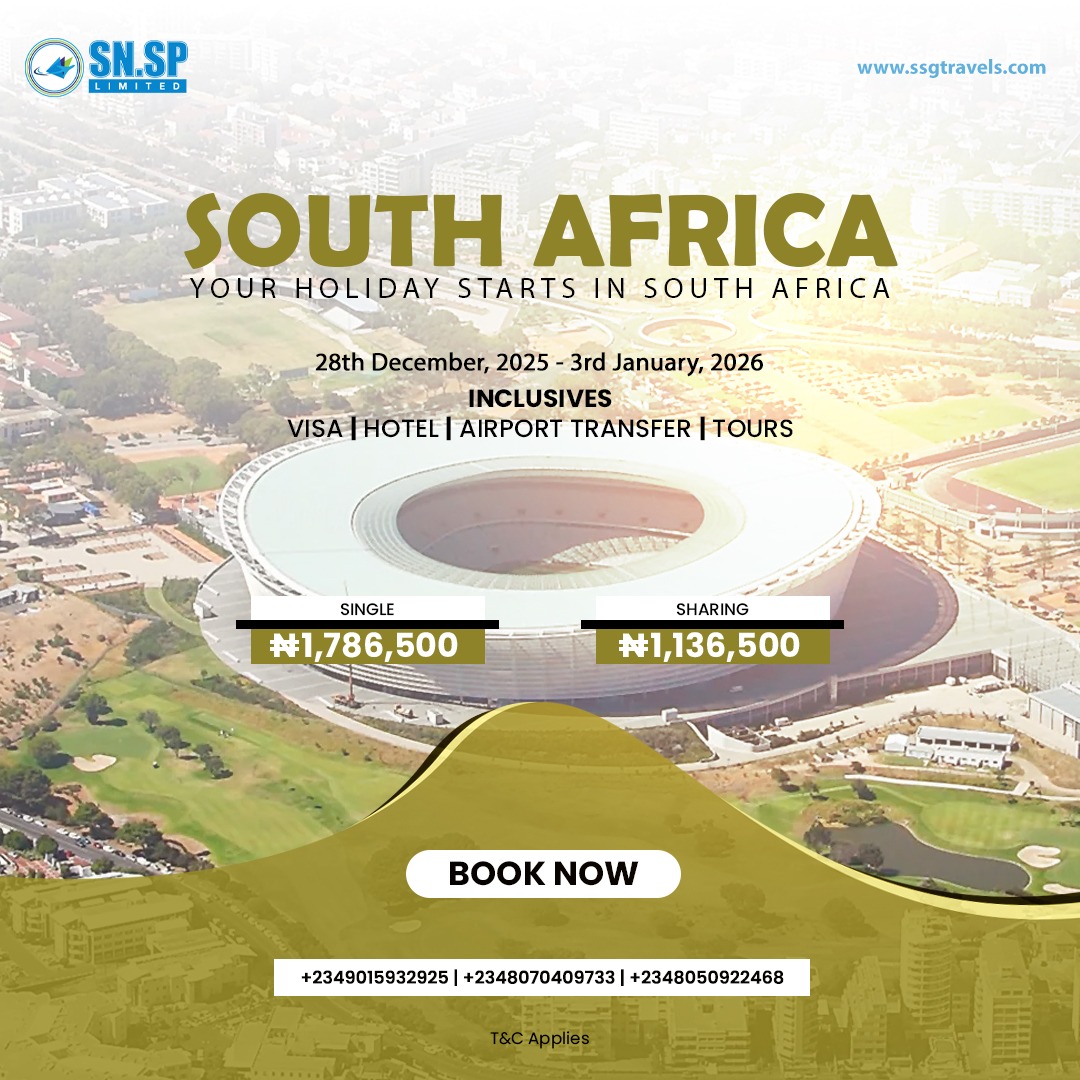 SN.SP
LIMITED
www.ssgtravels.com
SOUTH AFRICA
YOUR HOLIDAY STARTS IN SOUTH AFRICA
28th December, 2025 - 3rd January, 2026
INCLUSIVES
VISA | HOTEL | AIRPORT TRANSFER | TOURS
SINGLE
₦1,786,500
SHARING
₦1,136,500
BOOK NOW
+2349015932925 | +2348070409733 | +2348050922468
T&C Applies